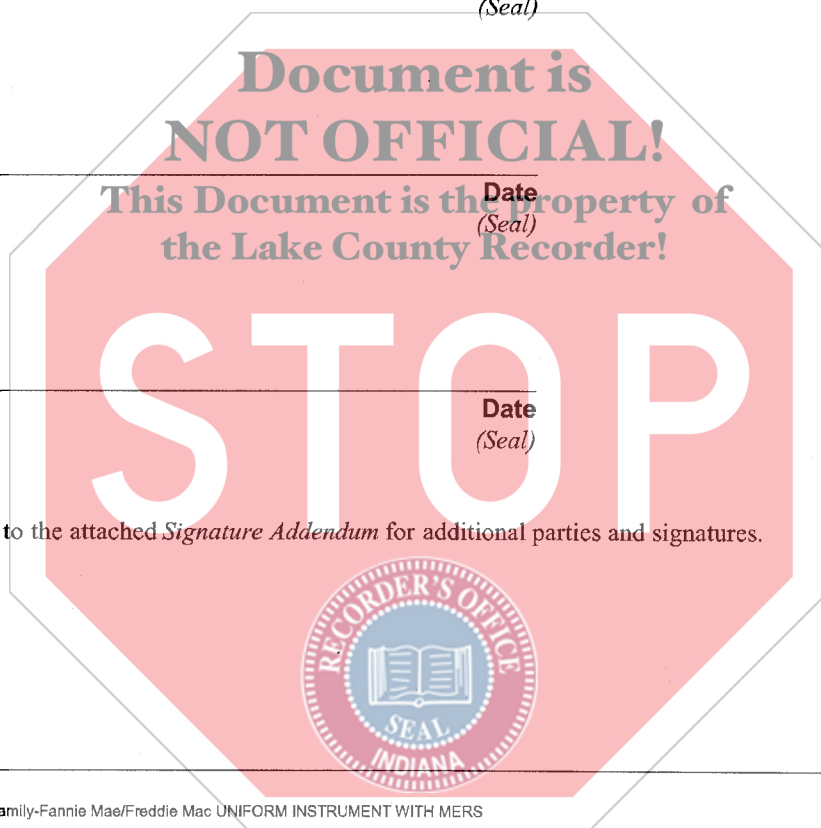 (Seal)
Document is
NOT OFFICIAL!
Date
This Document is the property of
(Seal)
the Lake County Recorder!
STOP
Date
(Seal)
to the attached Signature Addendum for additional parties and signatures.
RECORDER'S OFFICE
SEAL
INDIANA
amily-Fannie Mae/Freddie Mac UNIFORM INSTRUMENT WITH MERS